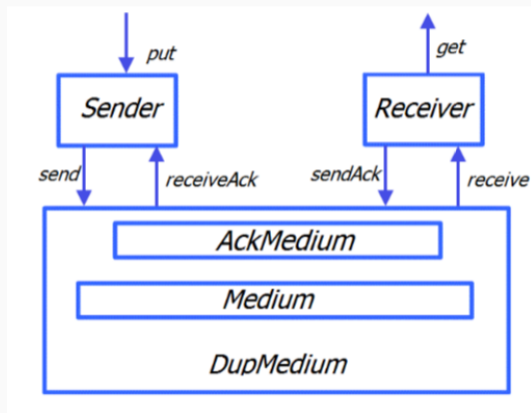 put
get
Sender
Receiver
send
receiveAck
sendAck
receive
AckMedium
Medium
DupMedium